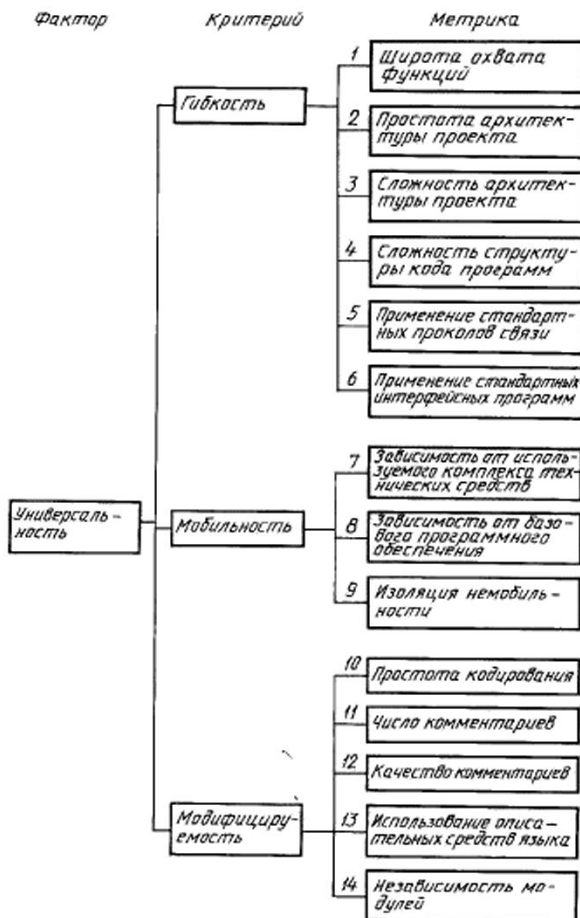 Фактор Критерий Метрика
1
Широта охвата
функций
Гибкость
2
Простота архитек-
туры проекта
3
Сложность архитек-
туры проекта
4
Сложность структу-
ры кода программ
5
Применение стандарт-
ных проколов связи
6
Применение стандартных
интерфейсных программ
7
Зависимость от исполь-
зуемого комплекса тех-
нических средств
Универсаль-
ность
Мобильность
8
Зависимость от базо-
вого программного
обеспечения
9
Изоляция немобиль-
ности
10
Простота кодирования
11
Число комментариев
12
Качество комментариев
Модифициру-
емость
13
Использование описа-
тельных средств языка
14
Независимость мо-
дулей